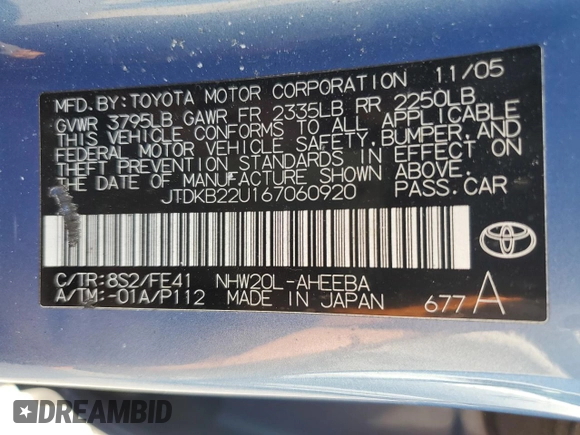 MFD.BY:TOYOTA MOTOR CORPORATION 11/05
GVWR 3795LB GAWR FR 2335LB RR 2250LB
THIS VEHICLE CONFORMS TO ALL APPLICABLE
FEDERAL MOTOR VEHICLE SAFETY,BUMPER,AND
THEFT PREVENTION STANDARDS IN EFFECT ON
THE DATE OF MANUFACTURE SHOWN ABOVE.
JTDKB22U167060920 PASS.CAR
C/TR:8S2/FE41 NHW20L-AHEEBA
A/TM:-01A/P112 MADE IN JAPAN 677 A
DREAMBID